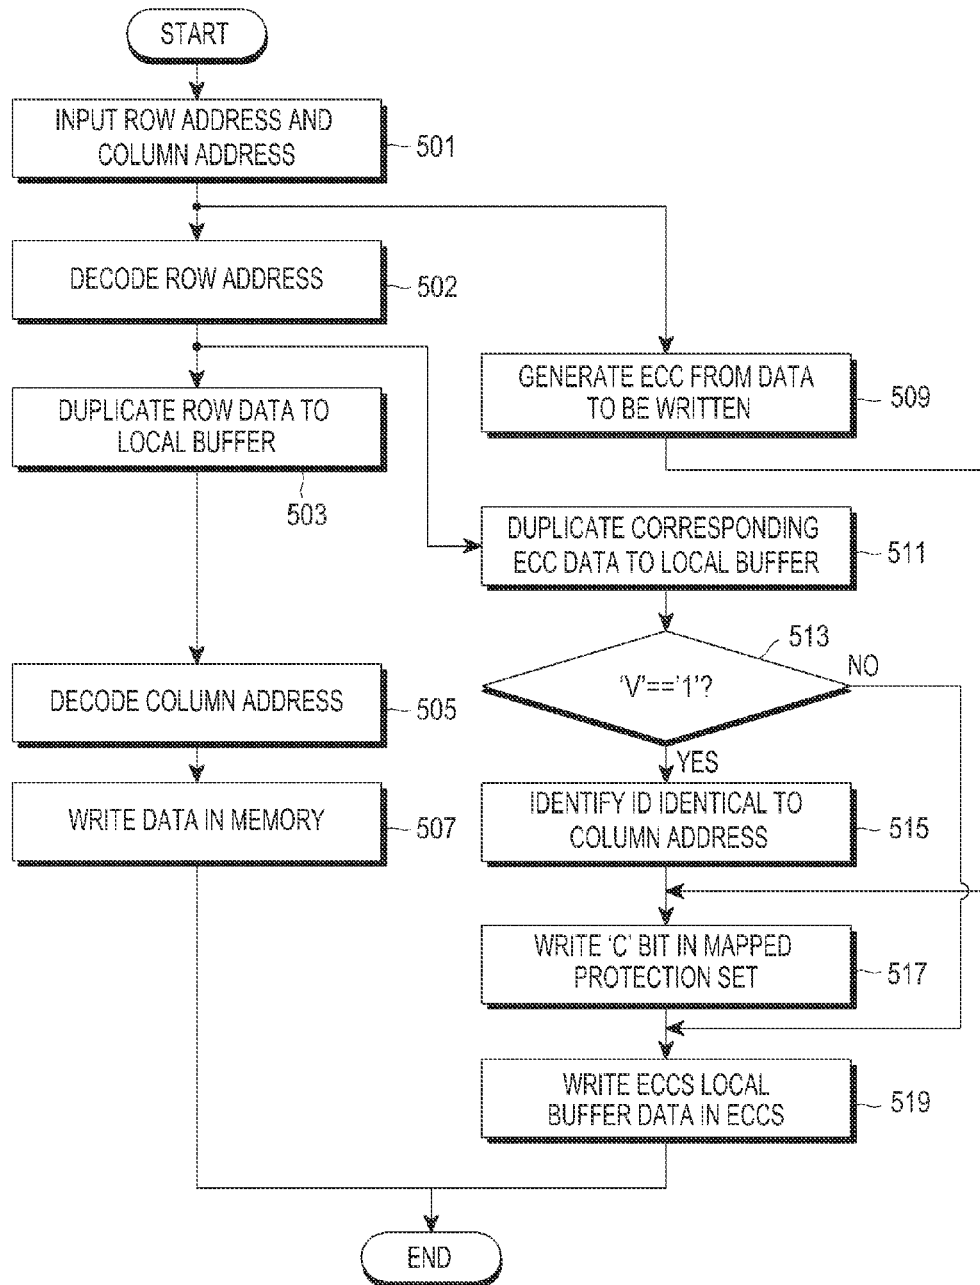 START
INPUT ROW ADDRESS AND
COLUMN ADDRESS
501
DECODE ROW ADDRESS
502
DUPLICATE ROW DATA TO
LOCAL BUFFER
503
GENERATE ECC FROM DATA
TO BE WRITTEN
509
DUPLICATE CORRESPONDING
ECC DATA TO LOCAL BUFFER
511
513
'V'=='1'?
NO
YES
DECODE COLUMN ADDRESS
505
WRITE DATA IN MEMORY
507
IDENTIFY ID IDENTICAL TO
COLUMN ADDRESS
515
WRITE 'C' BIT IN MAPPED
PROTECTION SET
517
WRITE ECCS LOCAL
BUFFER DATA IN ECCS
519
END